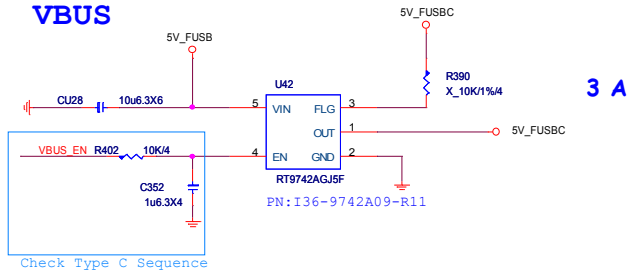 VBUS
5V_FUSB
5V_FUSBC
U42
R390
X_10K/1%/4
3 A
CU28 10u6.3X6
5 VIN FLG 3
OUT 1
5V_FUSBC
VBUS_EN R402 10K/4
4 EN GND 2
C352
1u6.3X4
RT9742AGJ5F
PN:I36-9742A09-R11
Check Type C Sequence